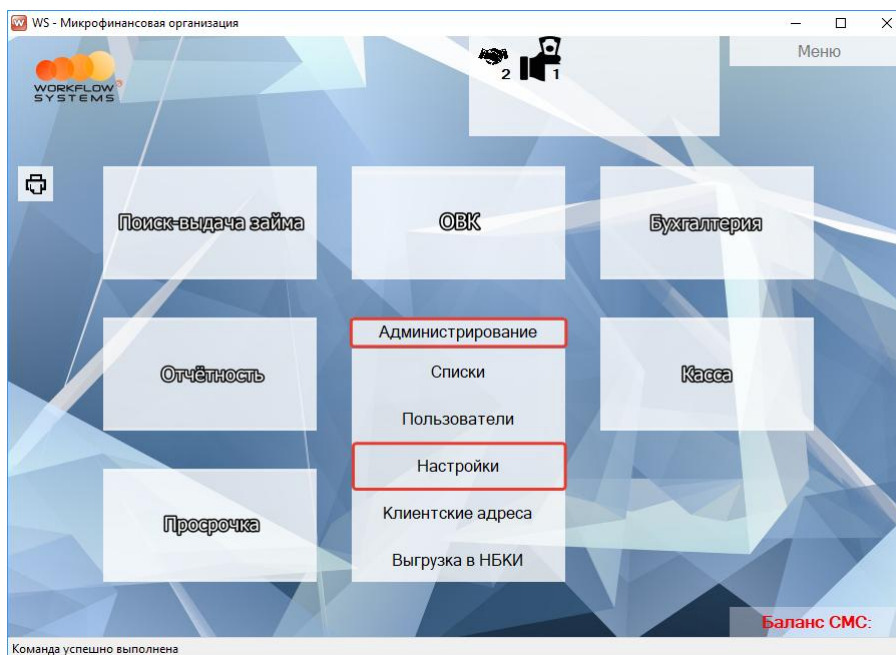 WS - Микрофинансовая организация
Меню
WORKFLOW
SYSTEMS
2
1
Поиск-выдача займа
ОВК
Бухгалтерия
Администрирование
Отчётность
Списки
Касса
Пользователи
Настройки
Просрочка
Клиентские адреса
Выгрузка в НБКИ
Баланс СМС:
Команда успешно выполнена